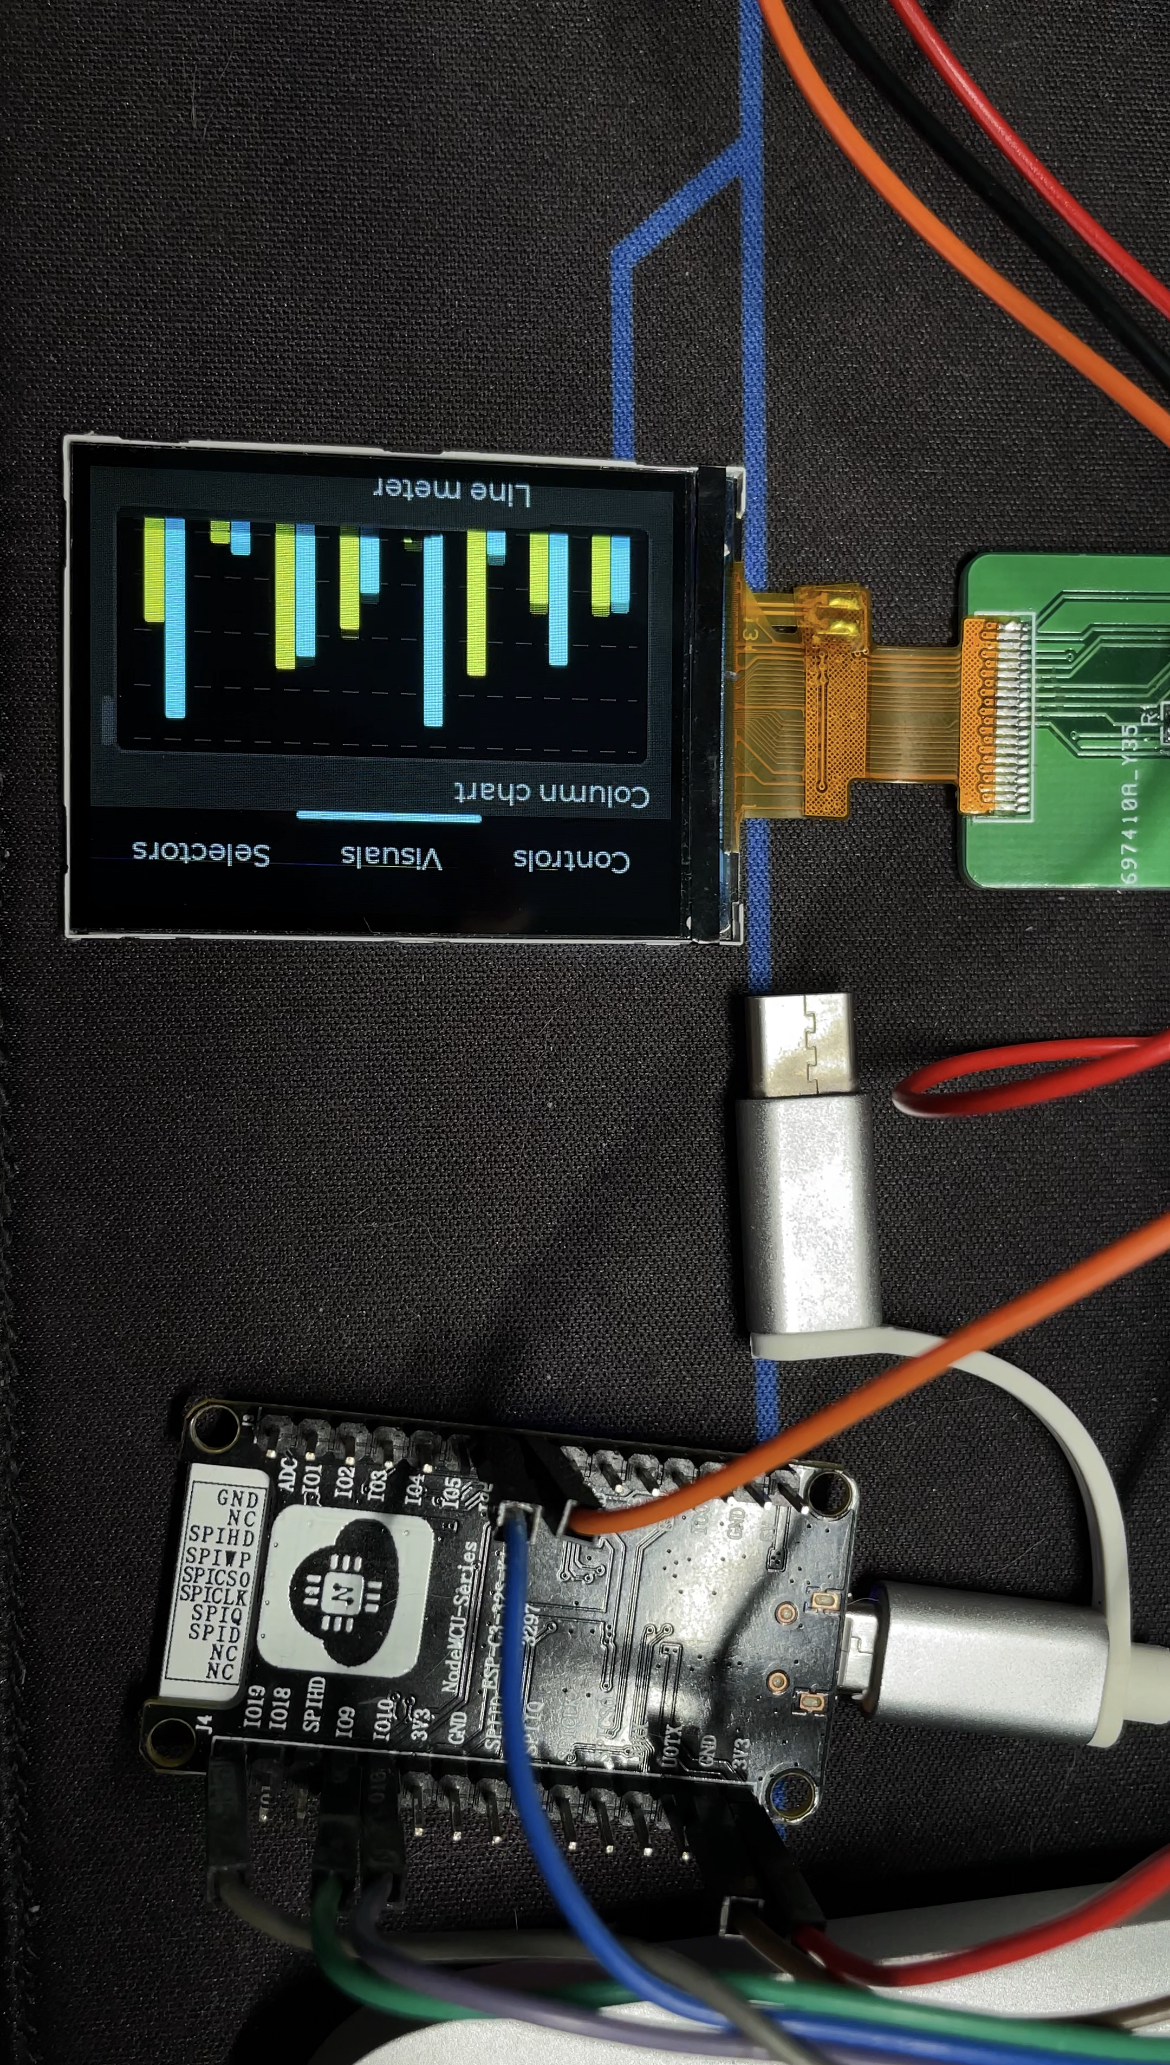 Controls
Visuals
Selectors
Column chart
Line meter
697410A_Y35
ADC
IO1
IO2
IO3
IO4
IO5
GND
NC
SPIHD
SPIWP
SPICS0
SPICLK
SPIQ
SPID
NC
NC
N
NodeMCU-Series
J4
IO19
IO18
SPIHD
IO9
IO10
3V3
GND
U0TX
GND
3V3
GND